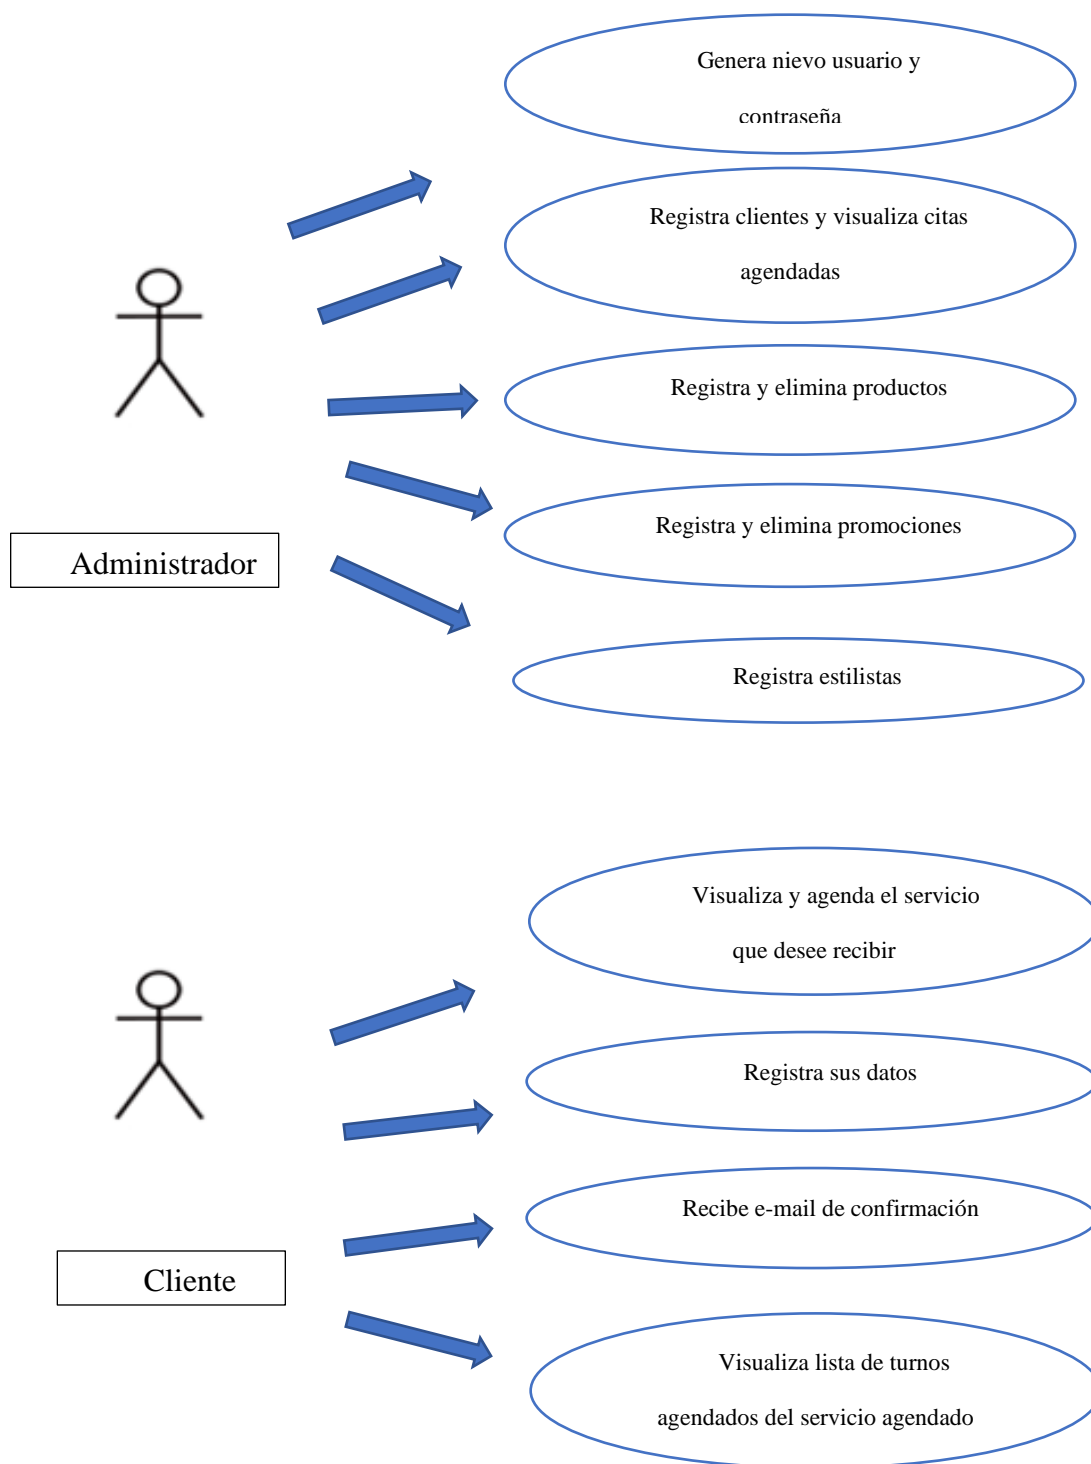 Genera nievo usuario y
contraseña
Registra clientes y visualiza citas
agendadas
Registra y elimina productos
Registra y elimina promociones
Administrador
Registra estilistas
Visualiza y agenda el servicio
que desee recibir
Registra sus datos
Recibe e-mail de confirmación
Cliente
Visualiza lista de turnos
agendados del servicio agendado